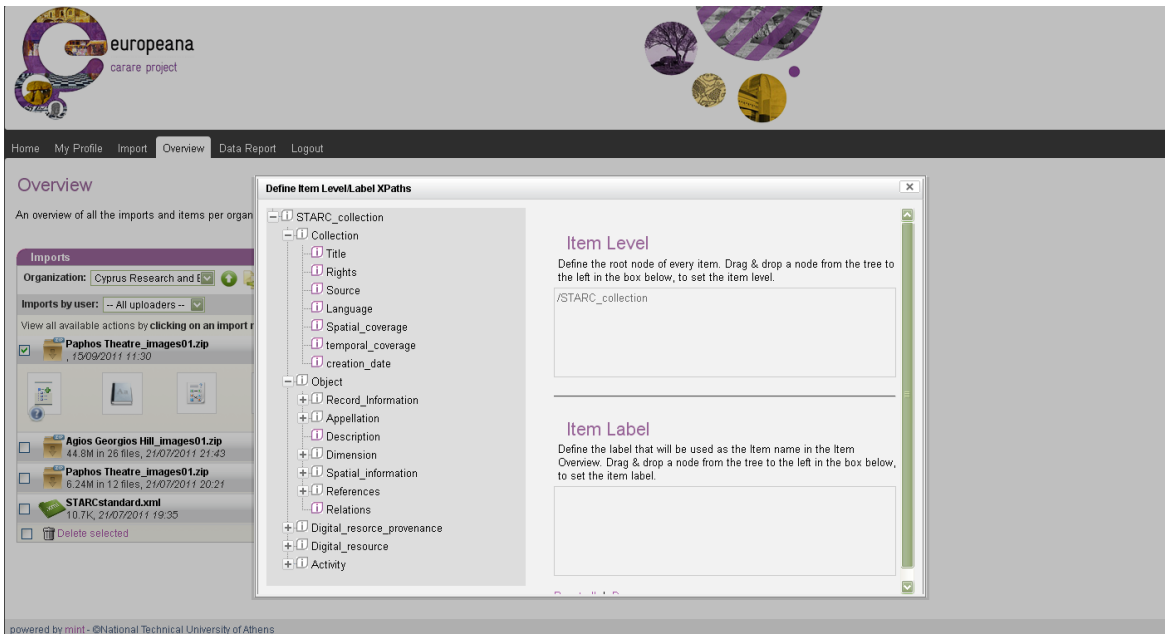 europeana
carare project
Home My Profile Import Overview Data Report Logout
Overview
An overview of all the imports and items per organ
Imports
Organization: Cyprus Research and E
Imports by user: -- All uploaders --
View all available actions by clicking on an import r
Paphos Theatre_images01.zip
, 15/09/2011 11:30
Agios Georgios Hill_images01.zip
44.8M in 26 files, 21/07/2011 21:43
Paphos Theatre_images01.zip
6.24M in 12 files, 21/07/2011 20:21
STARCstandard.xml
10.7K, 21/07/2011 19:35
Delete selected
Define Item Level/Label XPaths
STARC_collection
Collection
Title
Rights
Source
Language
Spatial_coverage
temporal_coverage
creation_date
Object
Record_Information
Appellation
Description
Dimension
Spatial_information
References
Relations
Digital_resorce_provenance
Digital_resource
Activity
Item Level
Define the root node of every item. Drag & drop a node from the tree to
the left in the box below, to set the item level.
/STARC_collection
Item Label
Define the label that will be used as the Item name in the Item
Overview. Drag & drop a node from the tree to the left in the box below,
to set the item label.
powered by mint - ©National Technical University of Athens